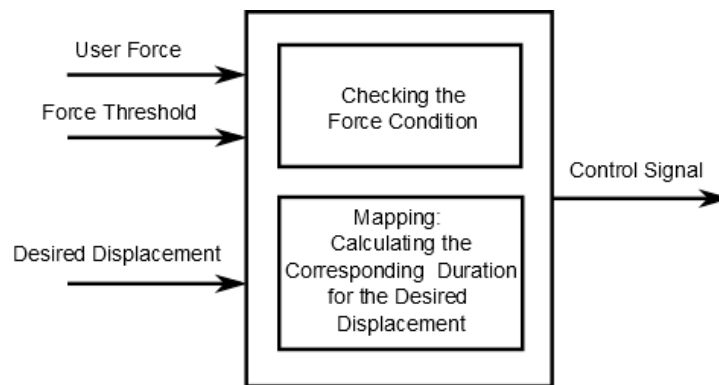 User Force
Force Threshold
Desired Displacement
Checking the
Force Condition
Mapping:
Calculating the
Corresponding Duration
for the Desired
Displacement
Control Signal